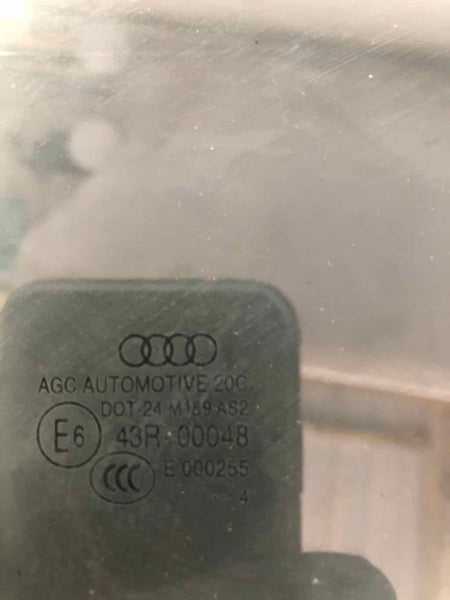 AGC AUTOMOTIVE 20C
DOT-24 M189 AS2
E6 43R-00048
CCC E 000255
·· 4